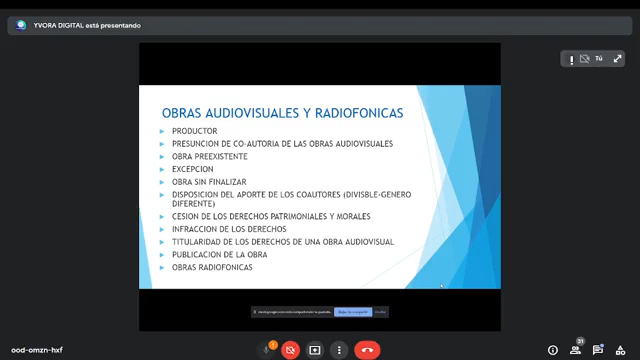 YVORA DIGITAL está presentando
Tú
OBRAS AUDIOVISUALES Y RADIOFONICAS
PRODUCTOR
PRESUNCION DE CO-AUTORIA DE LAS OBRAS AUDIOVISUALES
OBRA PREEXISTENTE
EXCEPCION
OBRA SIN FINALIZAR
DISPOSICION DEL APORTE DE LOS COAUTORES (DIVISBLE-GENERO
DIFERENTE)
CESION DE LOS DERECHOS PATRIMONIALES Y MORALES
INFRACCION DE LOS DERECHOS
TITULARIDAD DE LOS DERECHOS DE UNA OBRA AUDIOVISUAL
PUBLICACION DE LA OBRA
OBRAS RADIOFONICAS
ood-omzn-hxf
31